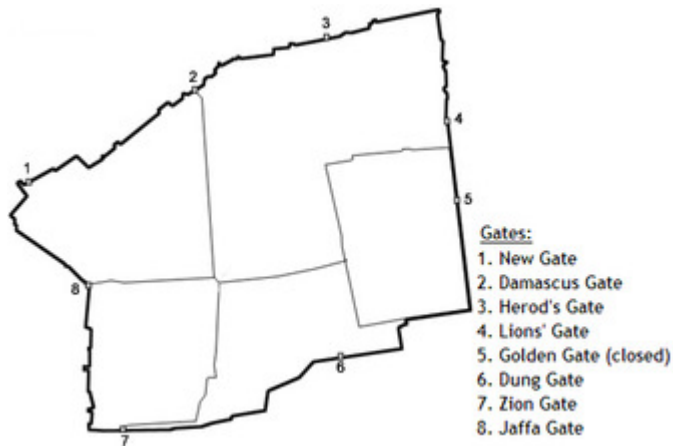 3
2
4
1
5
8
6
7
Gates:
1. New Gate
2. Damascus Gate
3. Herod's Gate
4. Lions' Gate
5. Golden Gate (closed)
6. Dung Gate
7. Zion Gate
8. Jaffa Gate